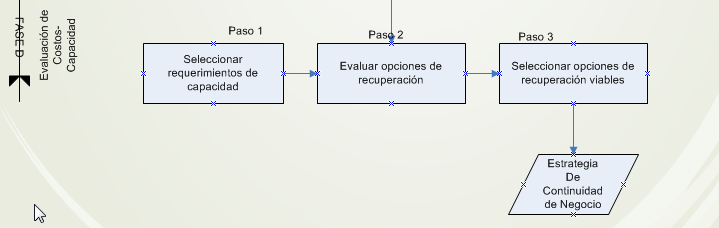 FASE D
Evaluación de
Costos-
Capacidad
Paso 1
Seleccionar
requerimientos de
capacidad
Paso 2
Evaluar opciones de
recuperación
Paso 3
Seleccionar opciones de
recuperación viables
Estrategia
De
Continuidad
de Negocio